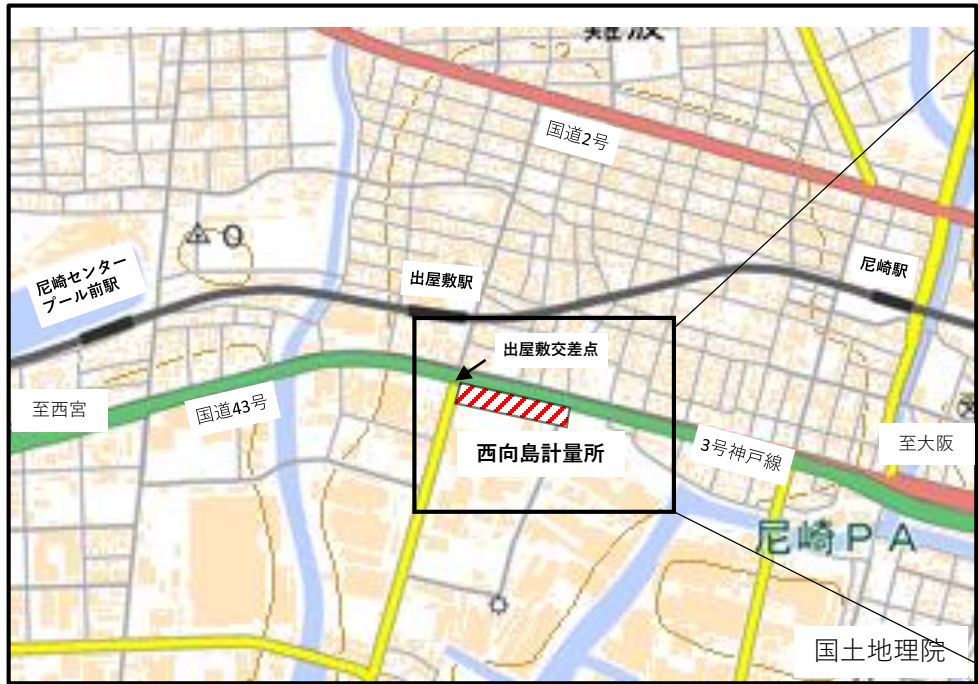 難波
国道2号
尼崎センター
プール前駅
出屋敷駅
尼崎駅
出屋敷交差点
至西宮
国道43号
西向島計量所
3号神戸線
至大阪
尼崎PA
国土地理院